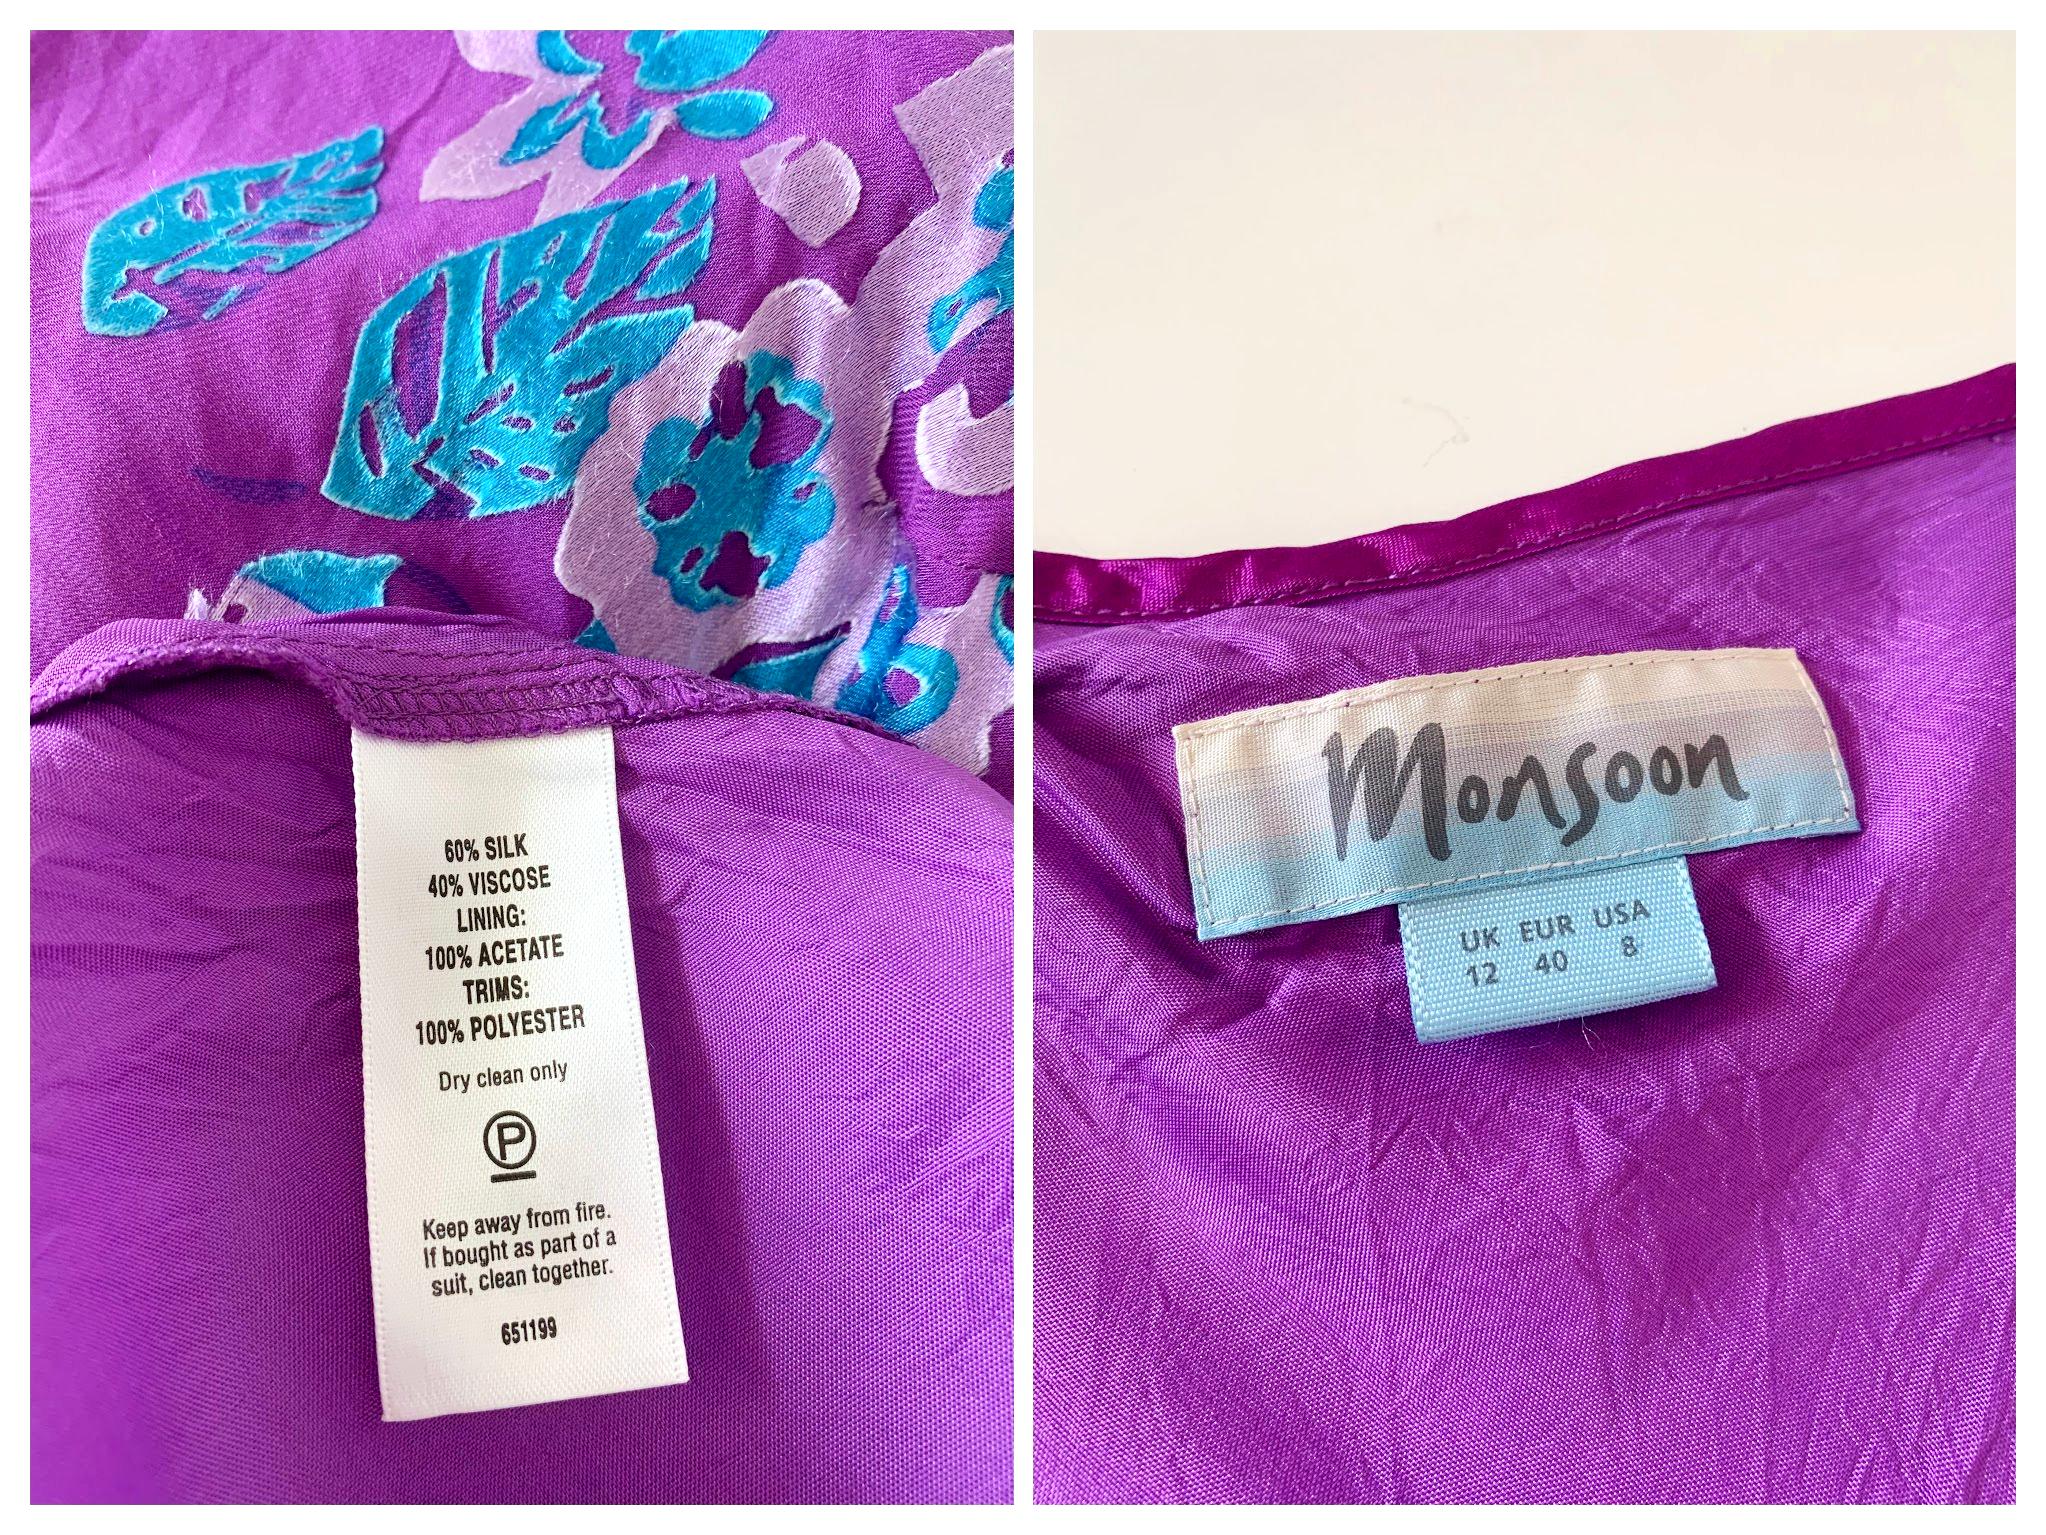 60% SILK
40% VISCOSE
LINING:
100% ACETATE
TRIMS:
100% POLYESTER
Dry clean only
P
Keep away from fire.
If bought as part of a
suit, clean together.
651199
Monsoon
UK EUR USA
12 40 8